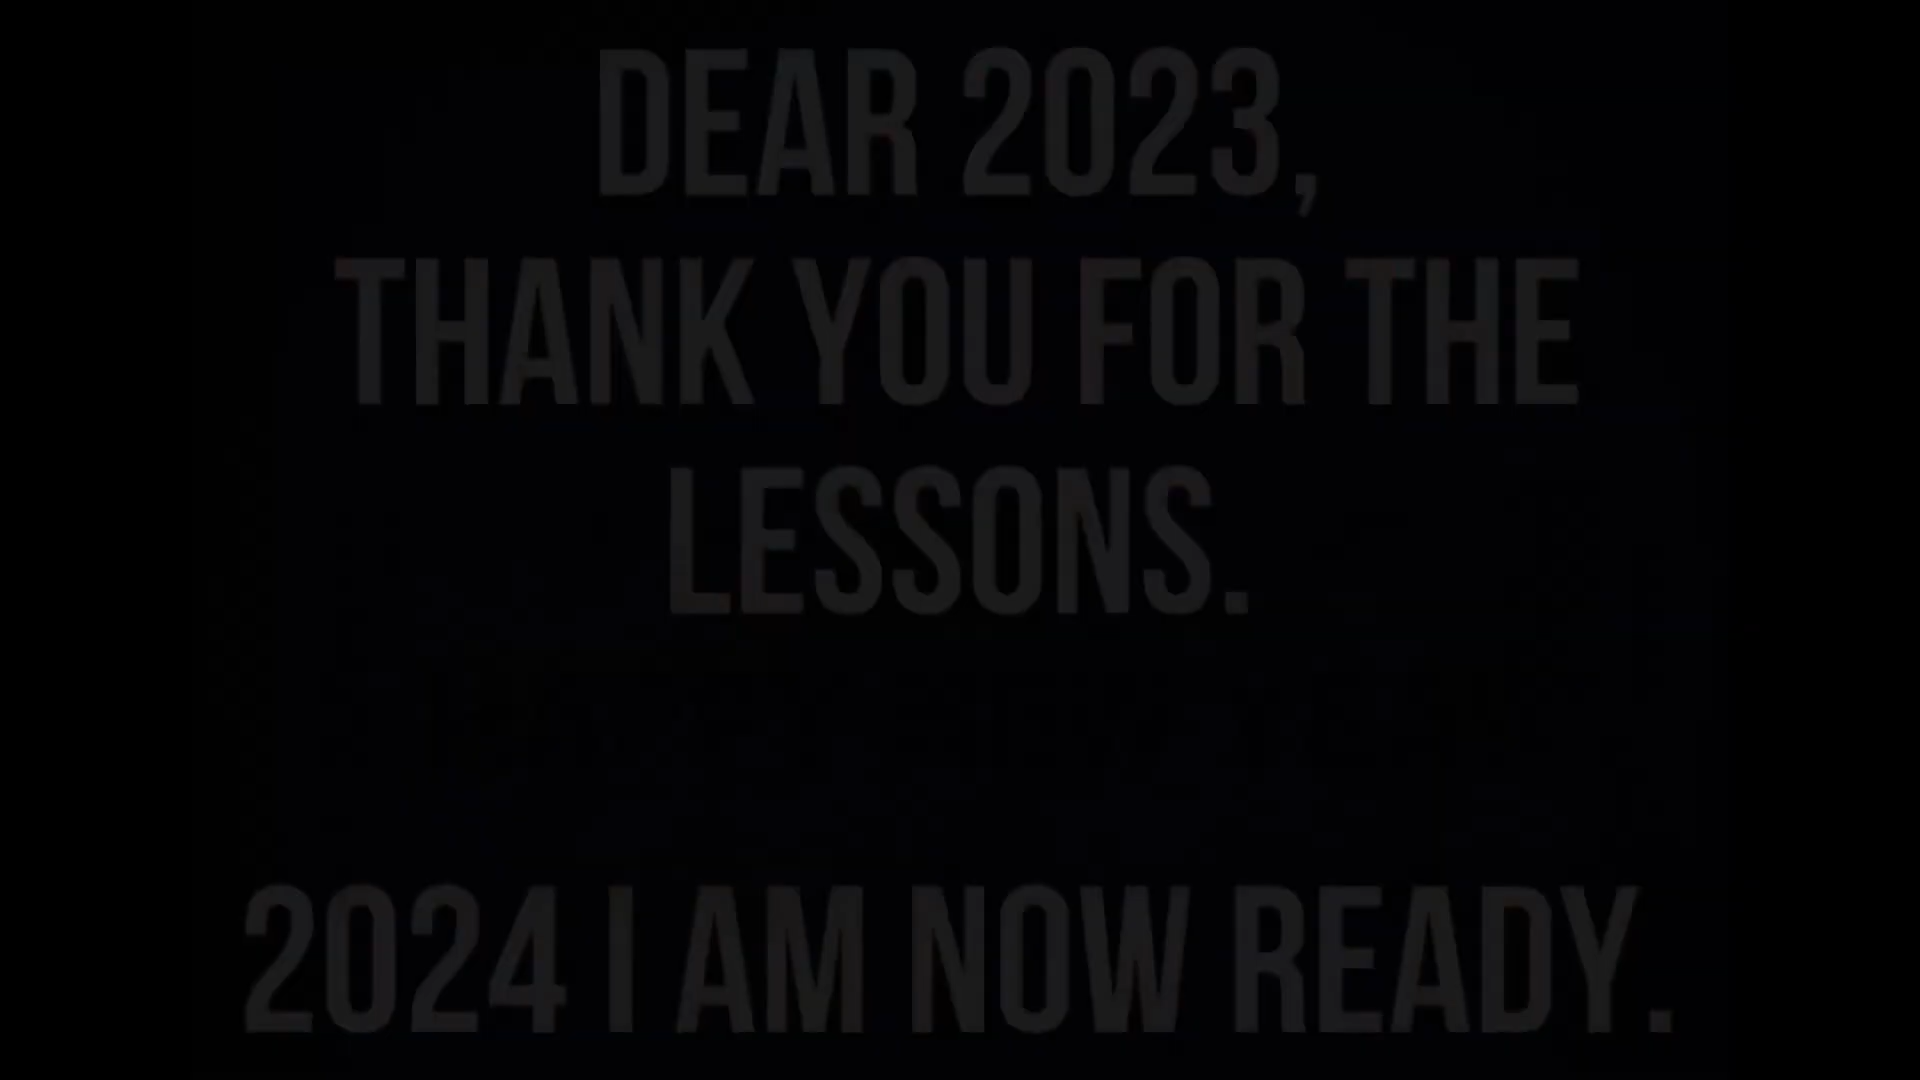 DEAR 2023,
THANK YOU FOR THE
LESSONS.
2024 I AM NOW READY.